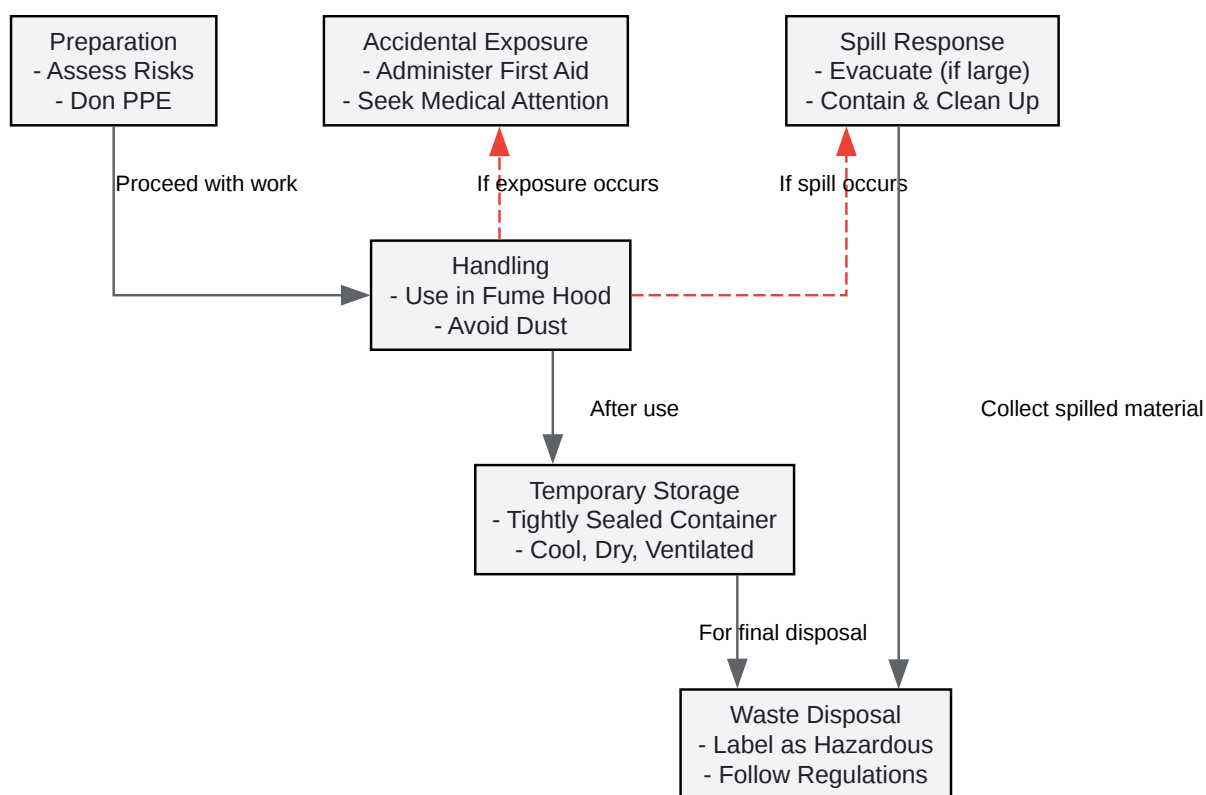 Preparation
- Assess Risks
- Don PPE
Accidental Exposure
- Administer First Aid
- Seek Medical Attention
Spill Response
- Evacuate (if large)
- Contain & Clean Up
Proceed with work
If exposure occurs
If spill occurs
Handling
- Use in Fume Hood
- Avoid Dust
After use
Collect spilled material
Temporary Storage
- Tightly Sealed Container
- Cool, Dry, Ventilated
For final disposal
Waste Disposal
- Label as Hazardous
- Follow Regulations